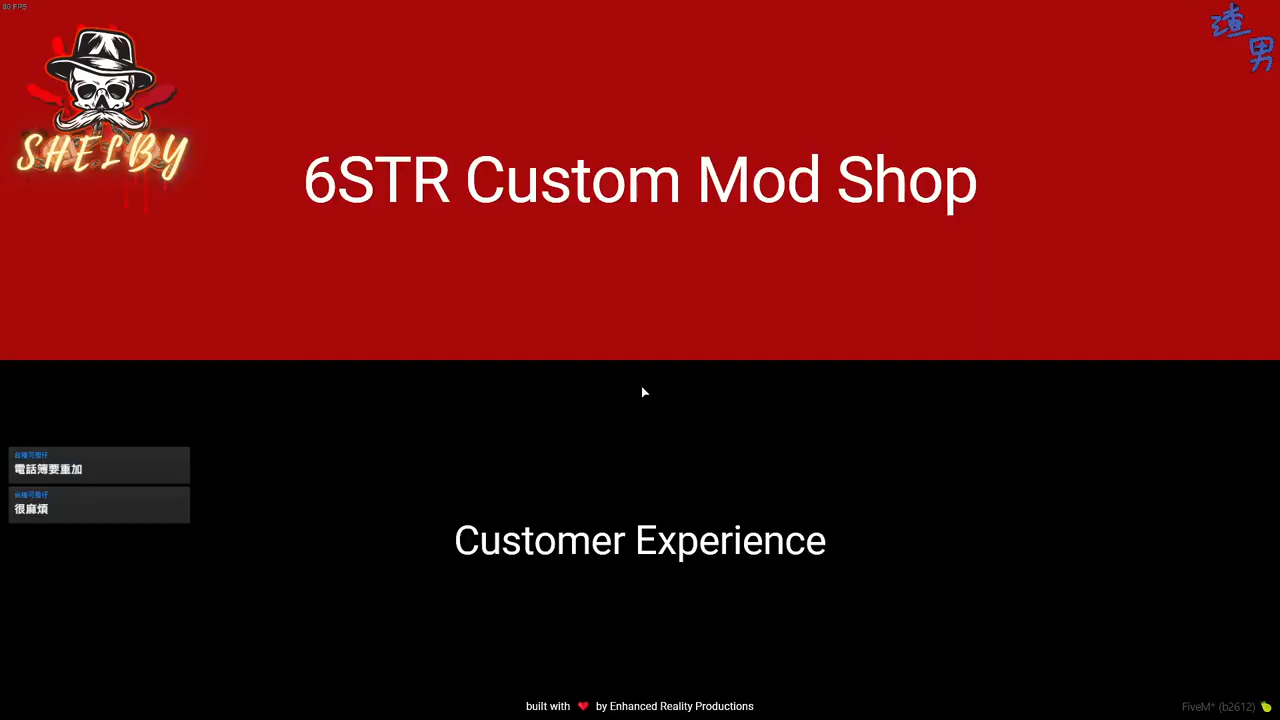 80 FPS
渣男
SHELBY
6STR Custom Mod Shop
電話簿要重加
很麻煩
Customer Experience
built with ❤ by Enhanced Reality Productions
FiveM* (b2612)